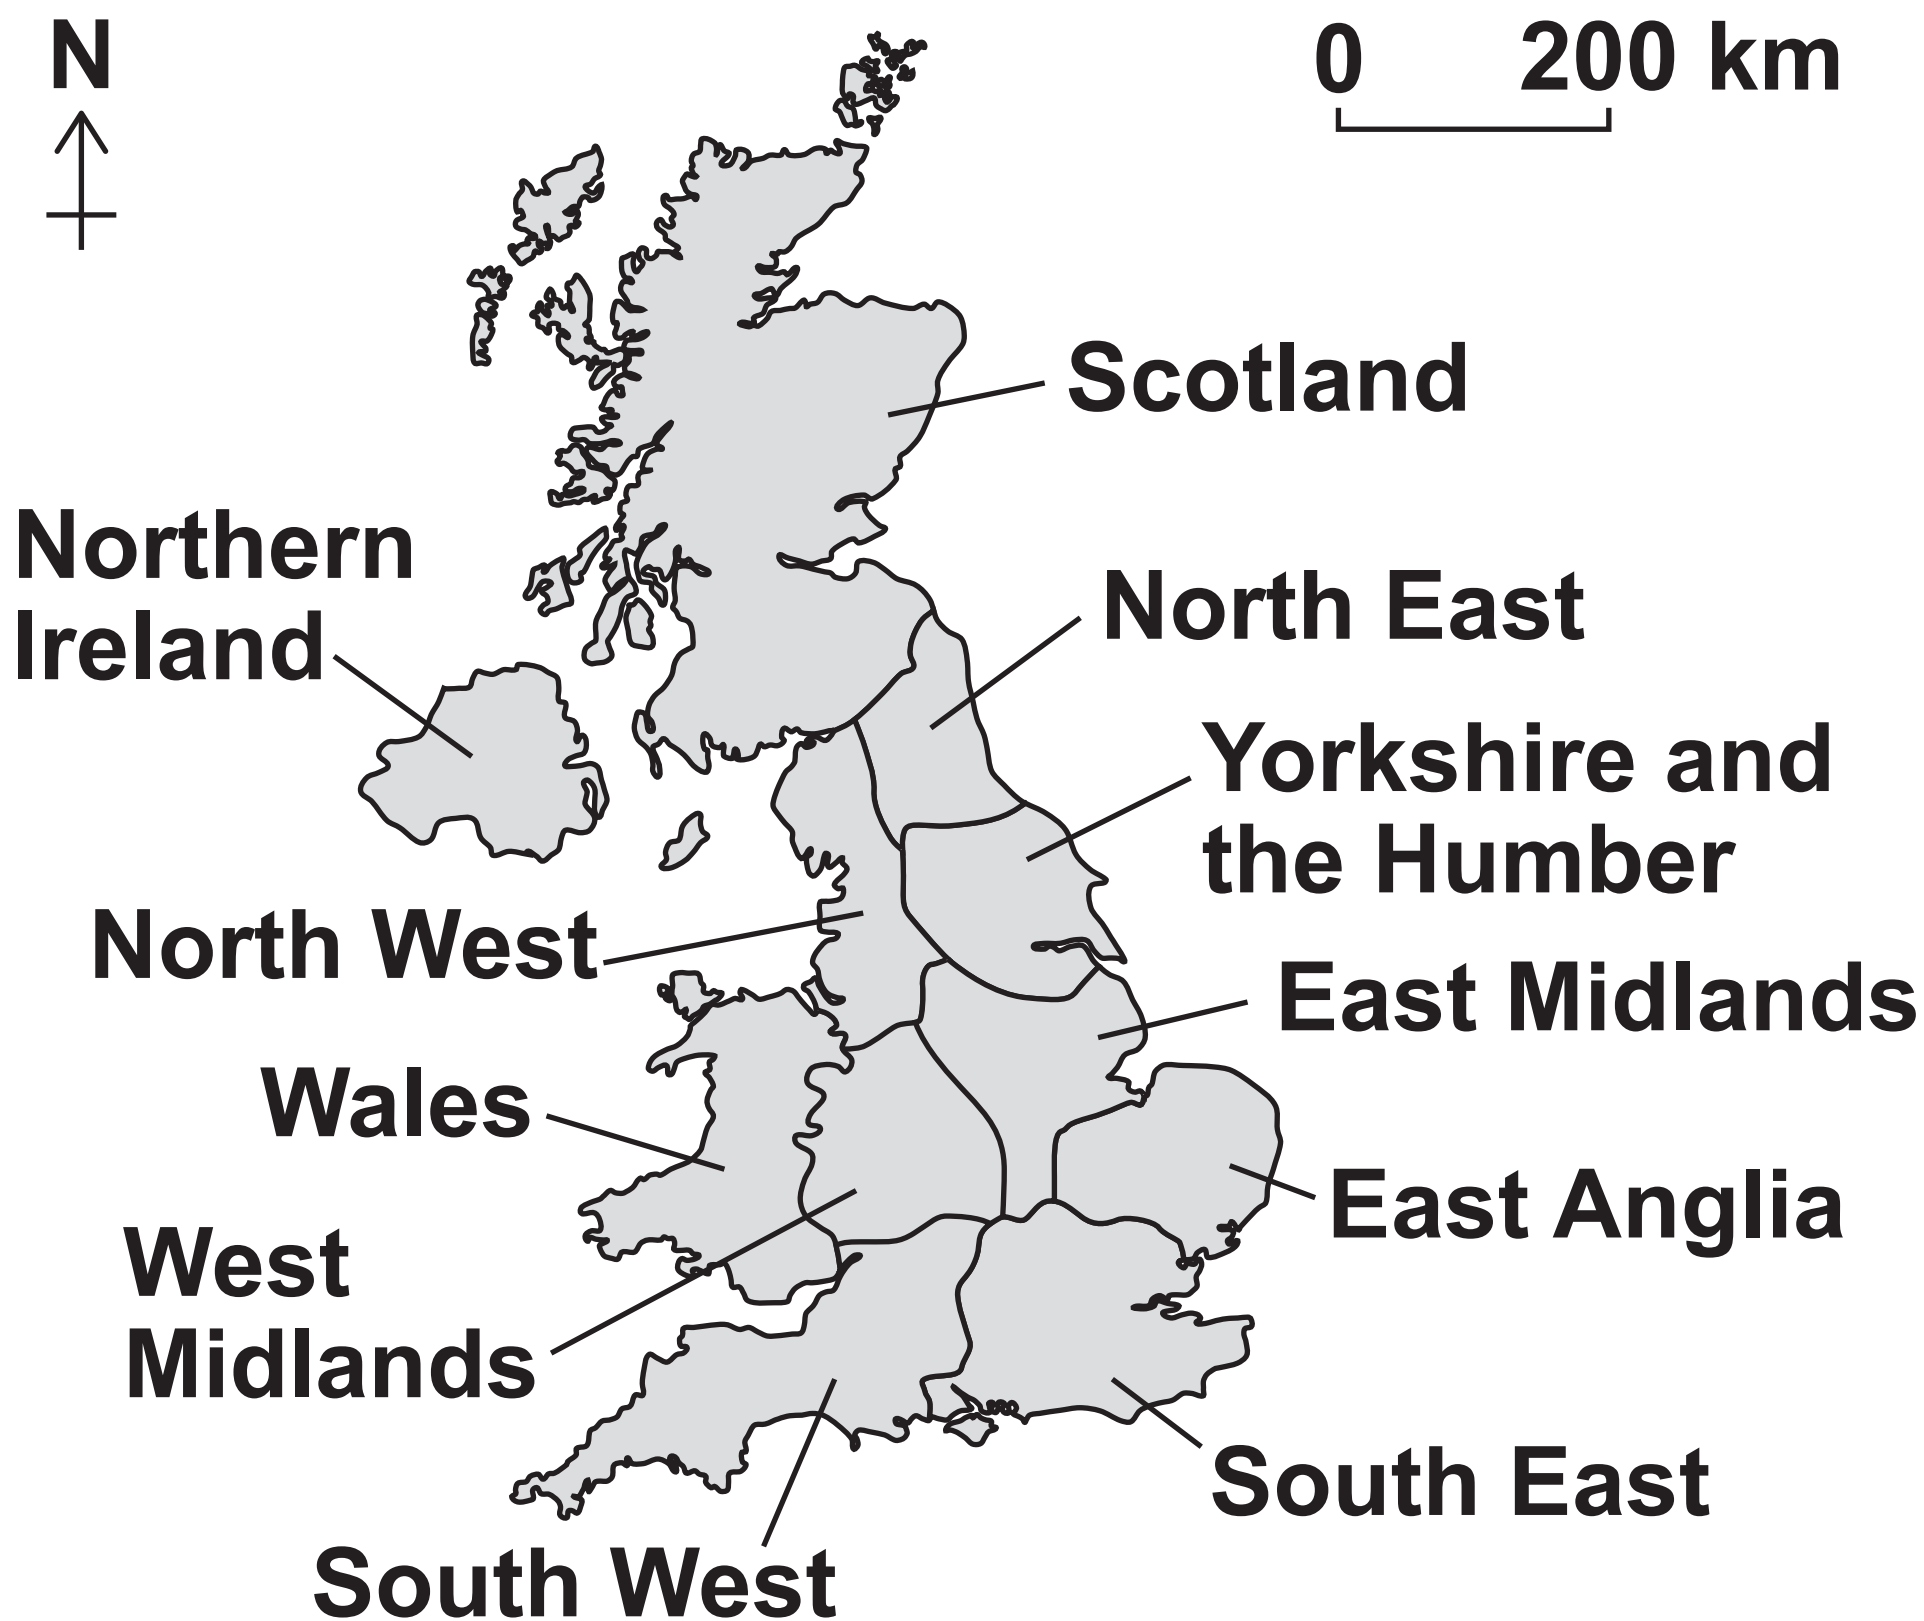 N
0 200 km
Scotland
Northern
Ireland
North East
Yorkshire and
the Humber
North West
East Midlands
Wales
East Anglia
West
Midlands
South East
South West